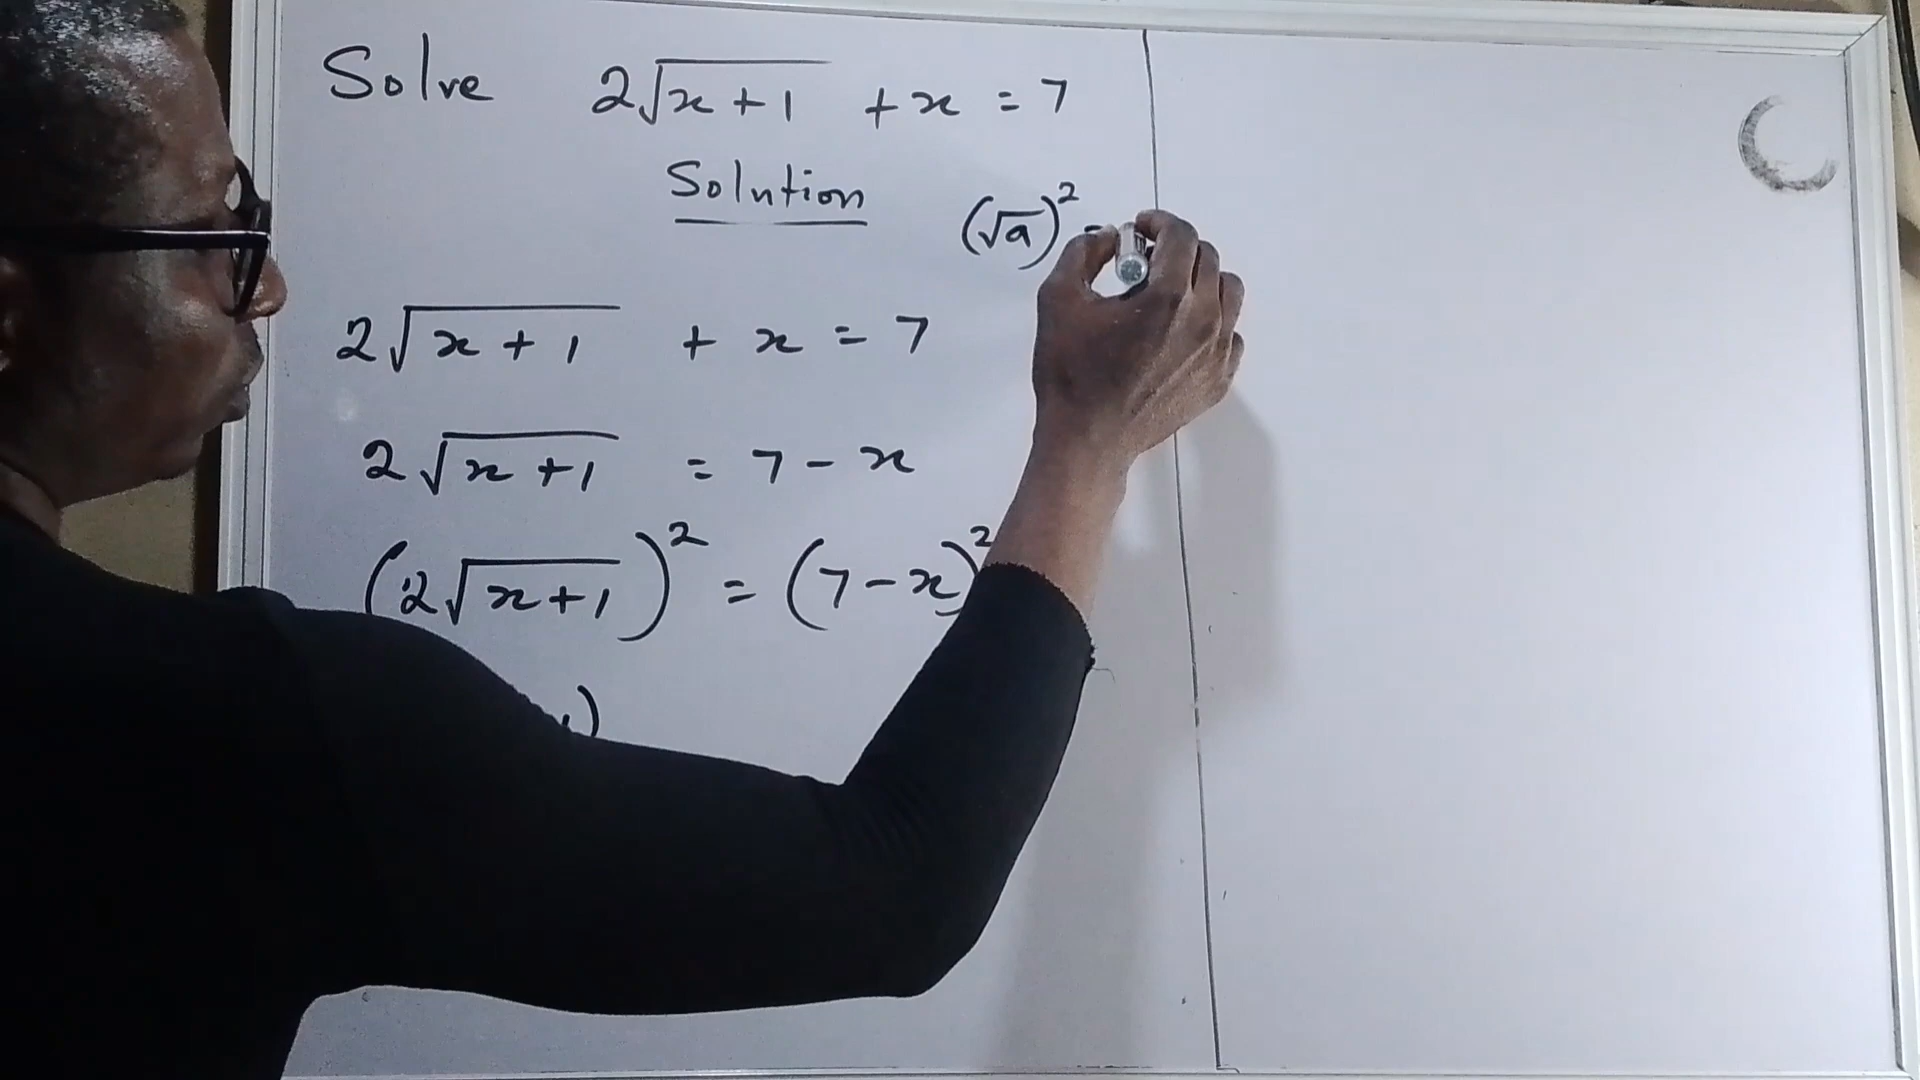 Solve 2√(x+1) + x = 7
Solution
(√a)² =
2√(x+1) + x = 7
2√(x+1) = 7 - x
(2√(x+1))² = (7-x)²
)